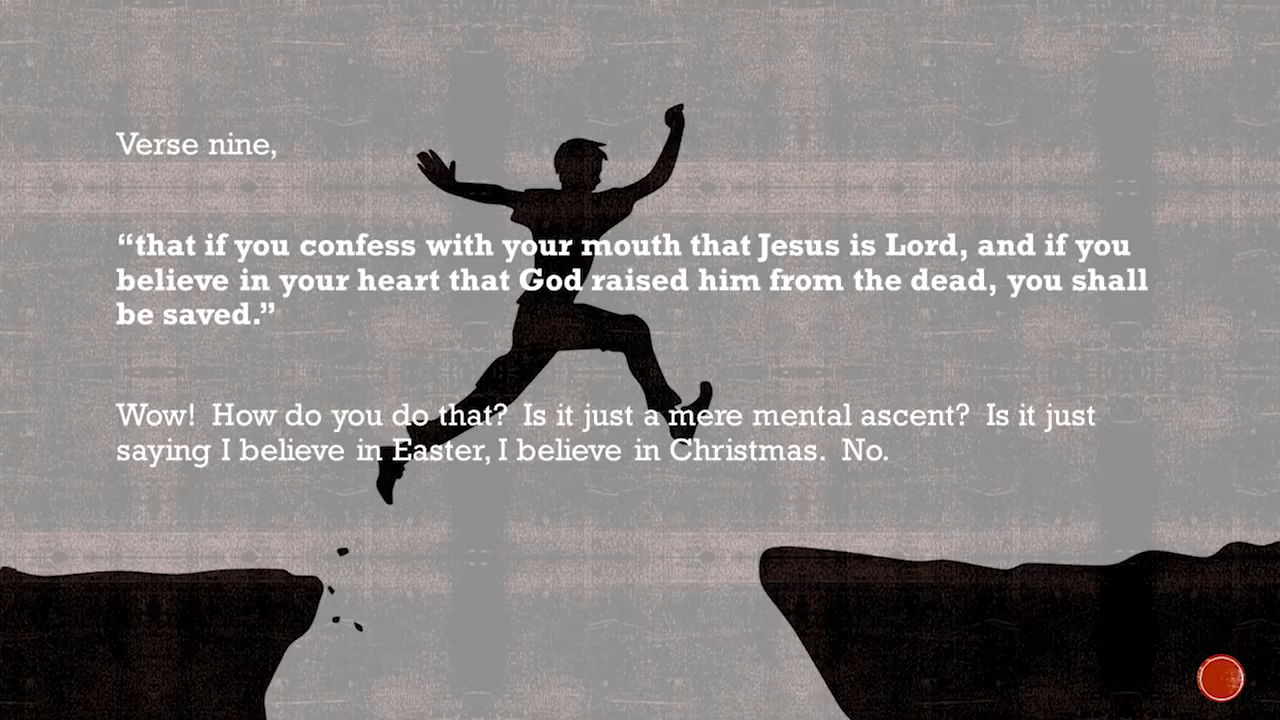 Verse nine,
“that if you confess with your mouth that Jesus is Lord, and if you
believe in your heart that God raised him from the dead, you shall
be saved.”
Wow!  How do you do that?  Is it just a mere mental ascent?  Is it just
saying I believe in Easter, I believe in Christmas.  No.